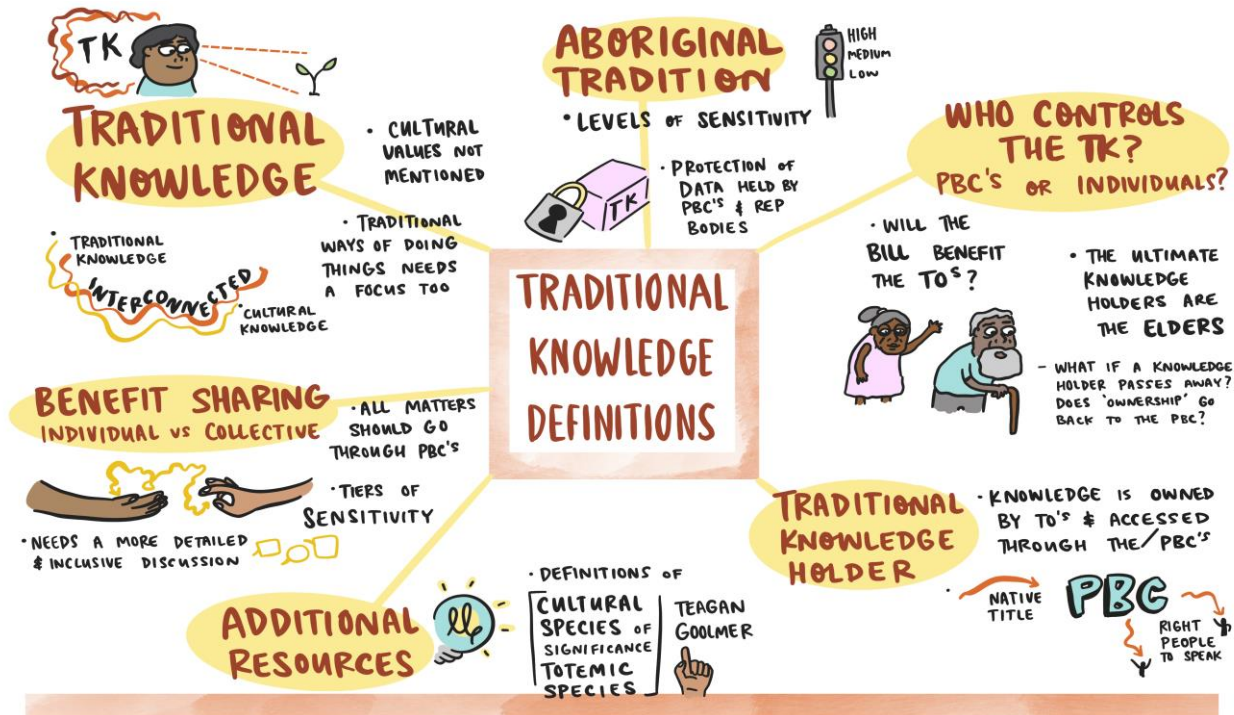 TK
TRADITIONAL
KNOWLEDGE
• CULTURAL
VALUES NOT
MENTIONED
• TRADITIONAL
WAYS OF DOING
THINGS NEEDS
A FOCUS TOO
• TRADITIONAL
KNOWLEDGE
INTERCONNECTED
• CULTURAL
KNOWLEDGE
ABORIGINAL
TRADITION
HIGH
MEDIUM
LOW
• LEVELS OF SENSITIVITY
TK
• PROTECTION OF
DATA HELD BY
PBC'S & REP
BODIES
WHO CONTROLS
THE TK?
PBC'S OR INDIVIDUALS?
• WILL THE
BILL BENEFIT
THE TO'S?
• THE ULTIMATE
KNOWLEDGE
HOLDERS ARE
THE ELDERS
- WHAT IF A KNOWLEDGE
HOLDER PASSES AWAY?
DOES 'OWNERSHIP' GO
BACK TO THE PBC?
TRADITIONAL
KNOWLEDGE
DEFINITIONS
BENEFIT SHARING
INDIVIDUAL VS COLLECTIVE
• ALL MATTERS
SHOULD GO
THROUGH PBC'S
• TIERS OF
SENSITIVITY
• NEEDS A MORE DETAILED
& INCLUSIVE DISCUSSION
ADDITIONAL
RESOURCES
• DEFINITIONS OF
CULTURAL
SPECIES OF
SIGNIFICANCE
TOTEMIC
SPECIES
TEAGAN
GOOLMER
TRADITIONAL
KNOWLEDGE
HOLDER
• KNOWLEDGE IS OWNED
BY TO'S & ACCESSED
THROUGH THE/PBC'S
• NATIVE
TITLE
PBC
RIGHT
PEOPLE
TO SPEAK